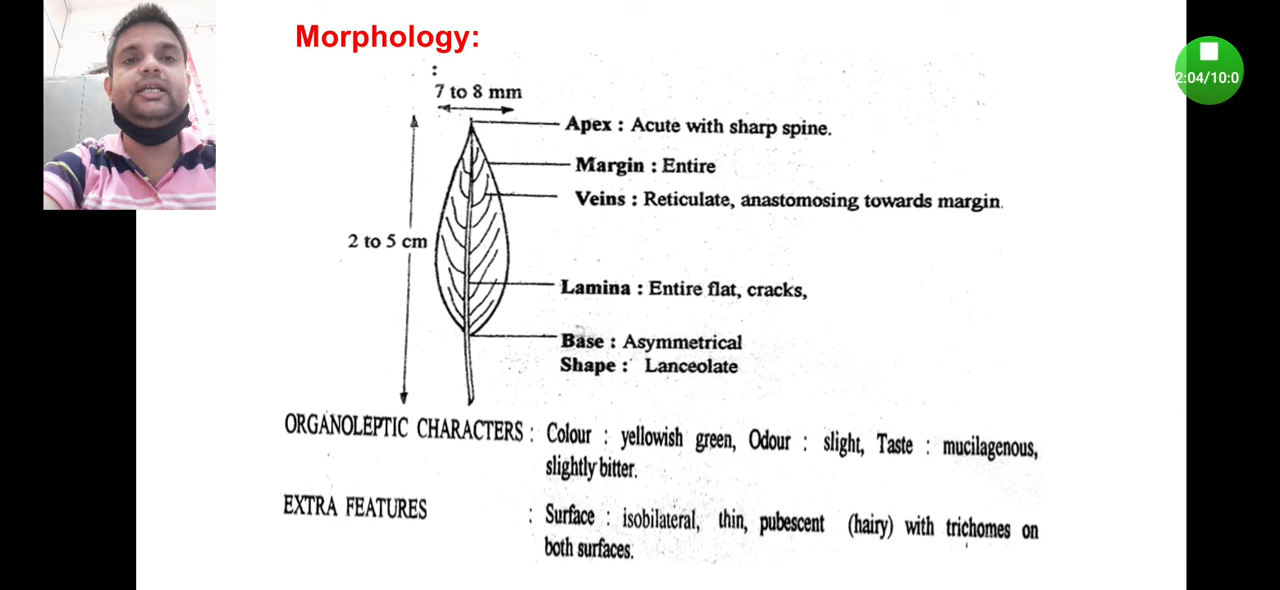 Morphology:
:
7 to 8 mm
2:04/10:0
Apex : Acute with sharp spine.
Margin : Entire
Veins : Reticulate, anastomosing towards margin.
2 to 5 cm
Lamina : Entire flat, cracks,
Base : Asymmetrical
Shape : Lanceolate
ORGANOLEPTIC CHARACTERS : Colour : yellowish green, Odour : slight, Taste : mucilagenous,
slightly bitter.
EXTRA FEATURES : Surface : isobilateral, thin, pubescent (hairy) with trichomes on
both surfaces.